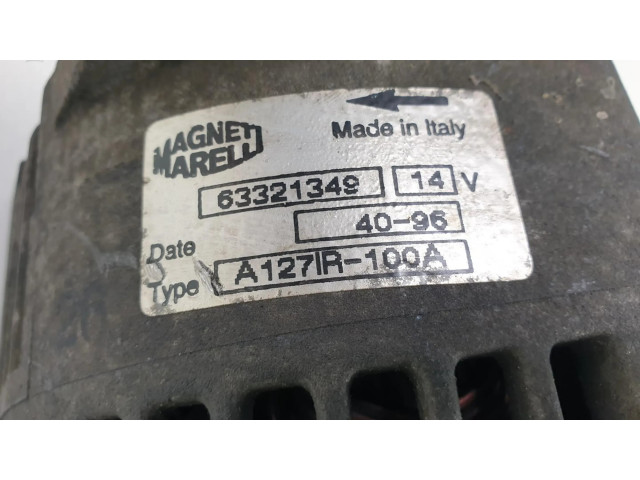 MAGNETI
MARELLI
Made in Italy
63321349 14 V
Date 40-96
Type A127IR-100A